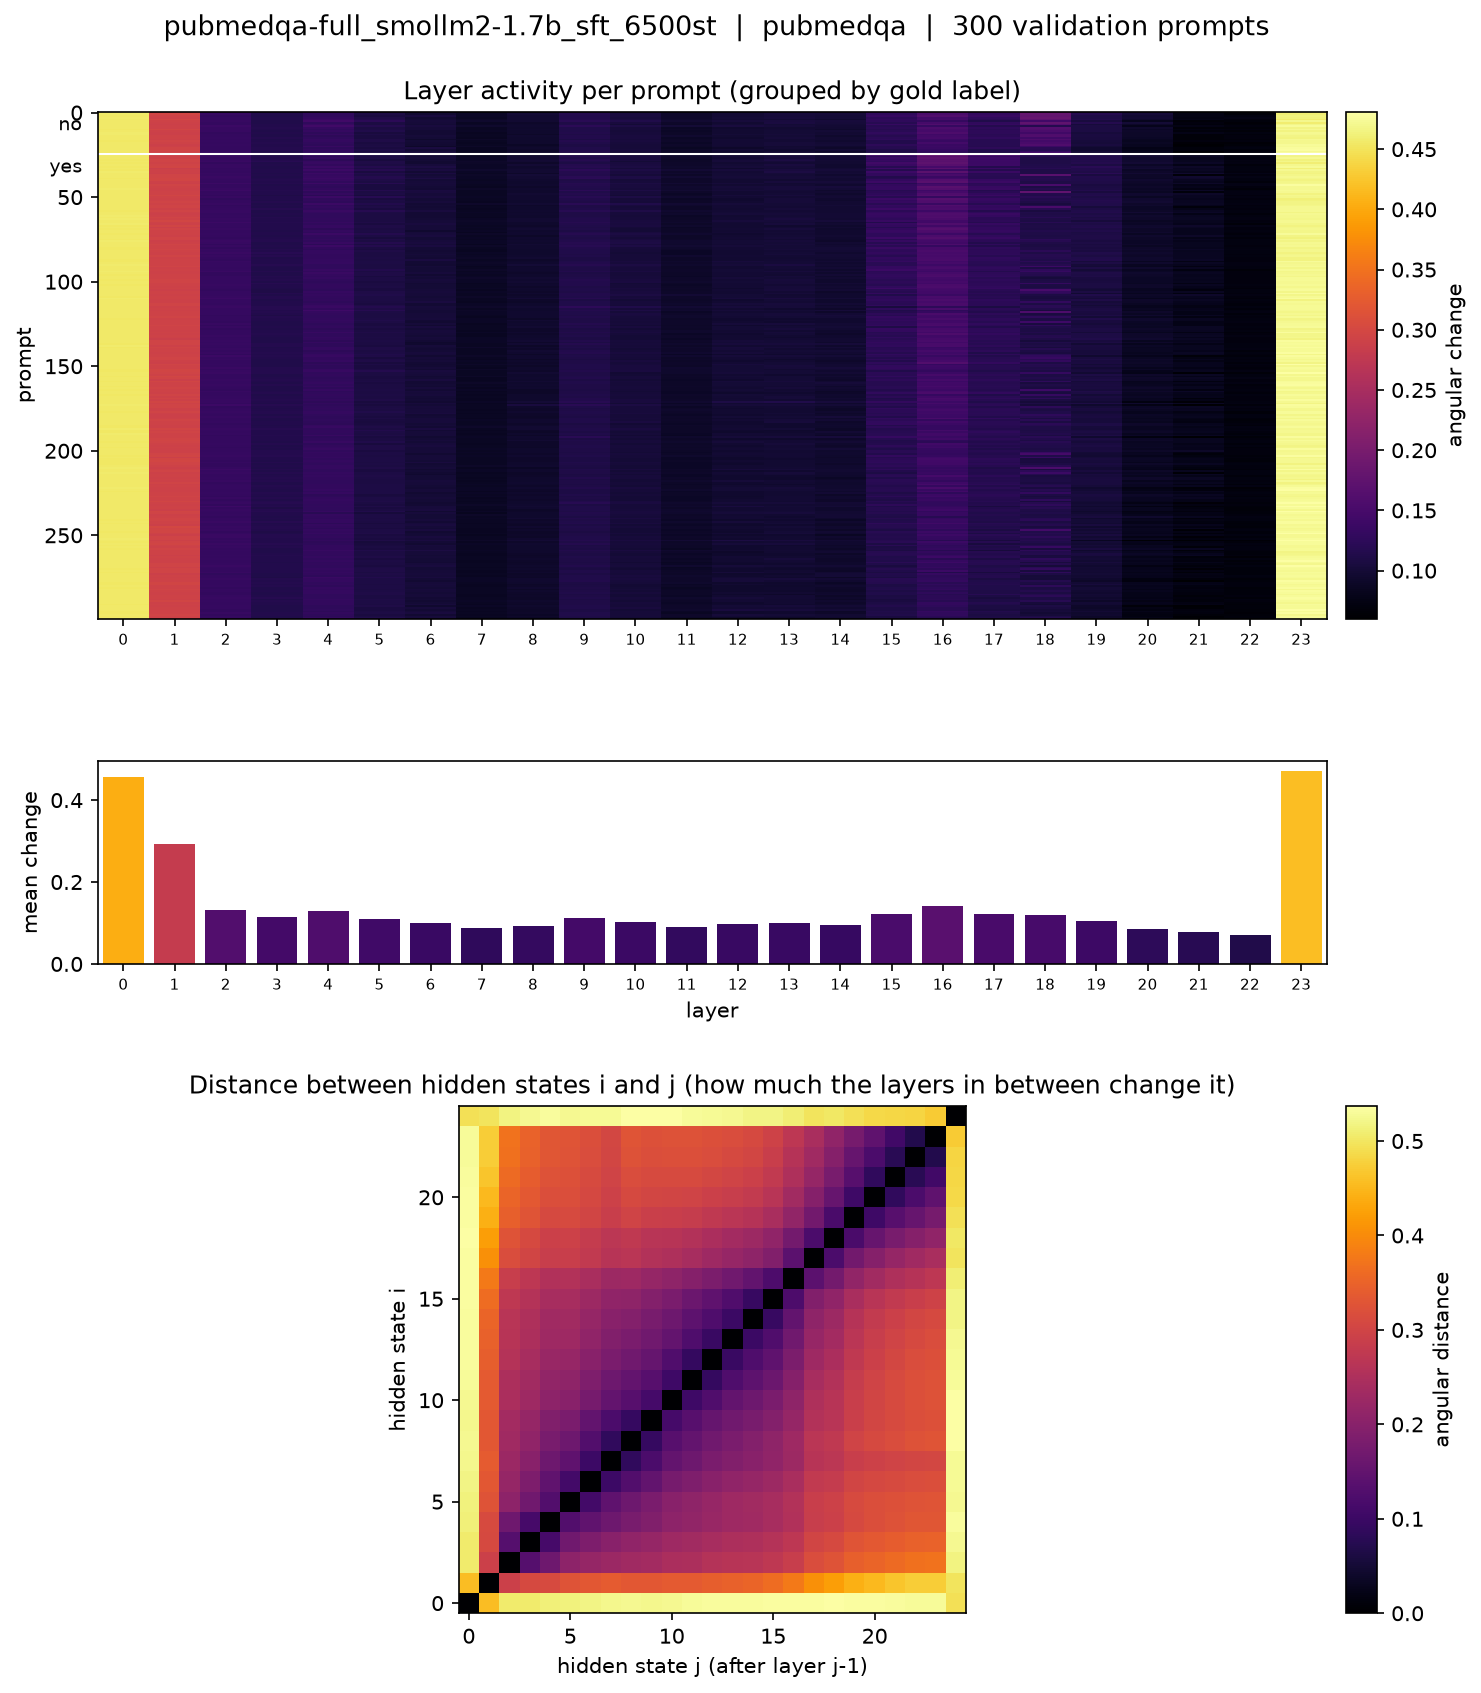 pubmedqa-full_smollm2-1.7b_sft_6500st | pubmedqa | 300 validation prompts
Layer activity per prompt (grouped by gold label)
0
no
yes
50
100
150
200
250
prompt
0 1 2 3 4 5 6 7 8 9 10 11 12 13 14 15 16 17 18 19 20 21 22 23
0.45
0.40
0.35
0.30
0.25
0.20
0.15
0.10
angular change
0.4
0.2
0.0
mean change
0 1 2 3 4 5 6 7 8 9 10 11 12 13 14 15 16 17 18 19 20 21 22 23
layer
Distance between hidden states i and j (how much the layers in between change it)
20
15
10
5
0
hidden state i
0 5 10 15 20
hidden state j (after layer j-1)
0.5
0.4
0.3
0.2
0.1
0.0
angular distance